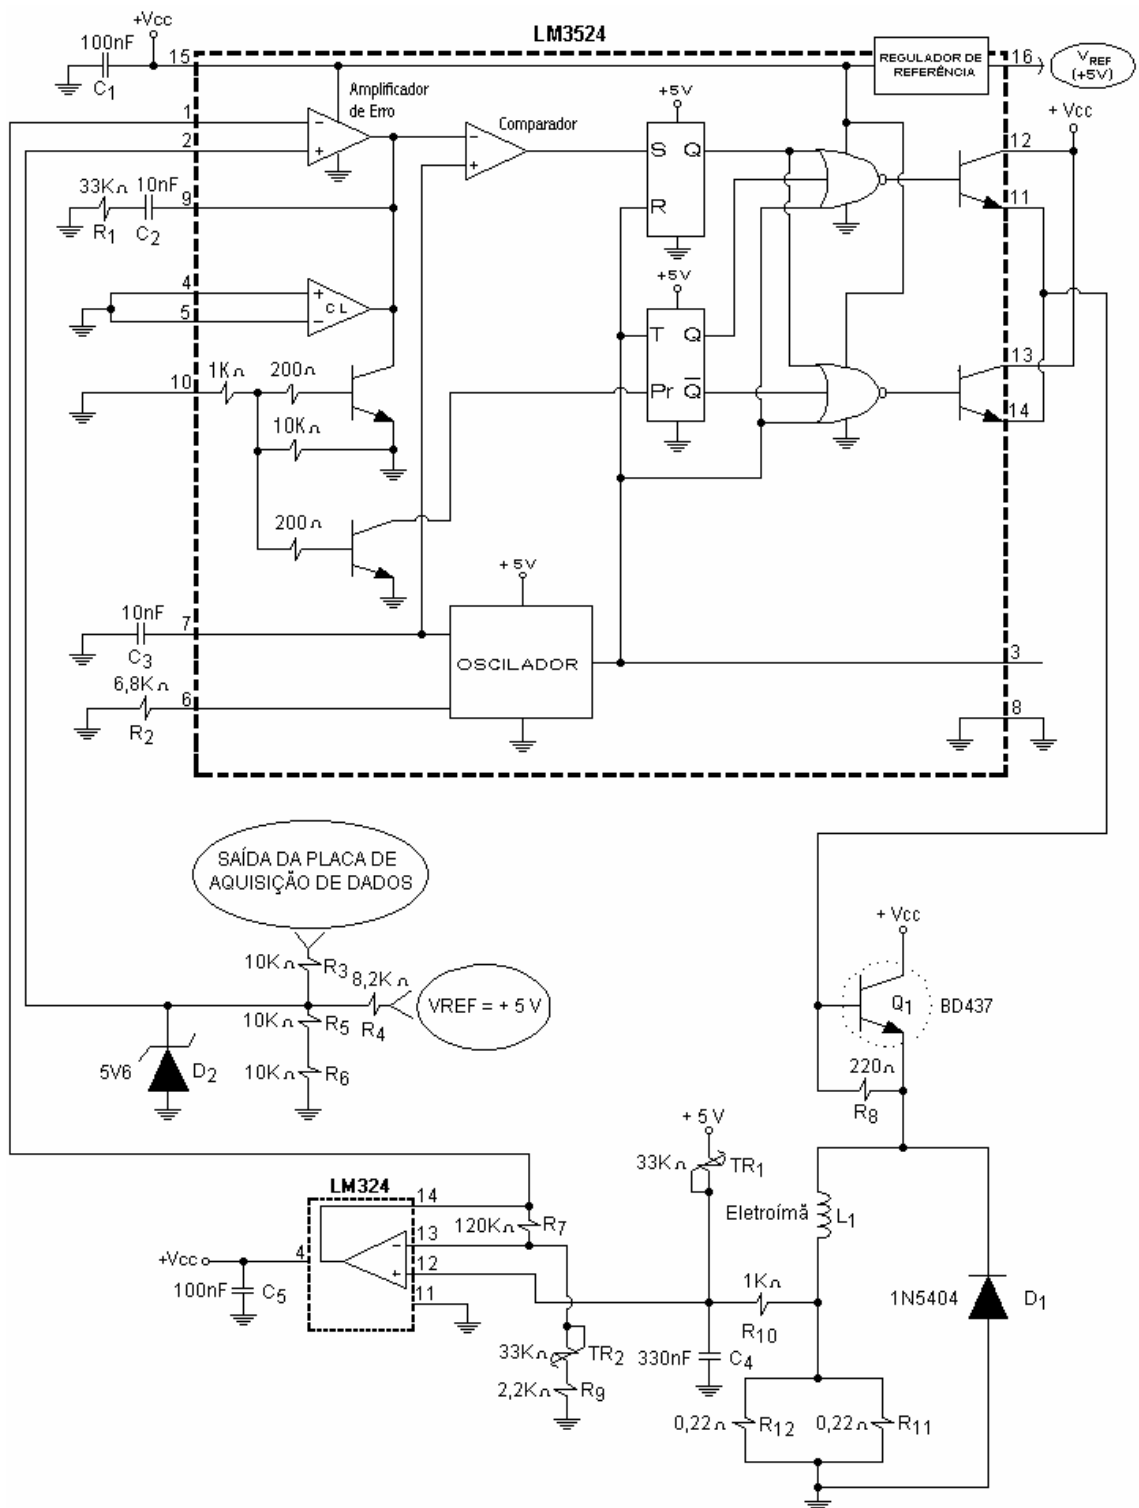 +Vcc
LM3524
100nF
C1
15
REGULADOR DE REFERÊNCIA
16
VREF (+5V)
1
Amplificador de Erro
+5V
+ Vcc
-
+
2
Comparador
-
+
S Q
R
12
11
33KΩ 10nF
9
R1 C2
4
5
+
-
CL
+5V
T Q
Pr Q̅
13
14
10
1KΩ
200Ω
10KΩ
200Ω
+ 5V
10nF
7
C3
OSCILADOR
3
6,8KΩ
6
R2
8
SAÍDA DA PLACA DE
AQUISIÇÃO DE DADOS
+ Vcc
10KΩ R3
8,2KΩ
R4
VREF = + 5 V
Q1
BD437
10KΩ R5
5V6
D2
10KΩ R6
220Ω
R8
+ 5 V
33KΩ TR1
LM324
14
120KΩ R7
Eletroímã L1
+Vcc
4
13
-
12
+
11
100nF C5
1KΩ
R10
1N5404 D1
33KΩ TR2
330nF C4
2,2KΩ R9
0,22Ω R12
0,22Ω R11